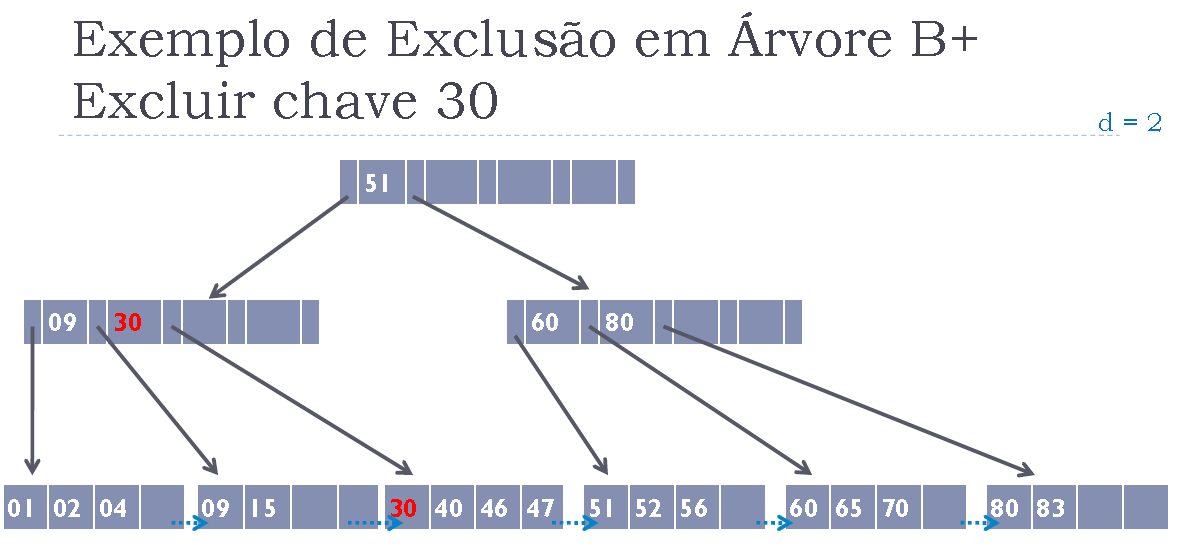 Exemplo de Exclusão em Árvore B+
Excluir chave 30
d = 2
51
09 30
60 80
01 02 04 09 15 30 40 46 47 51 52 56 60 65 70 80 83